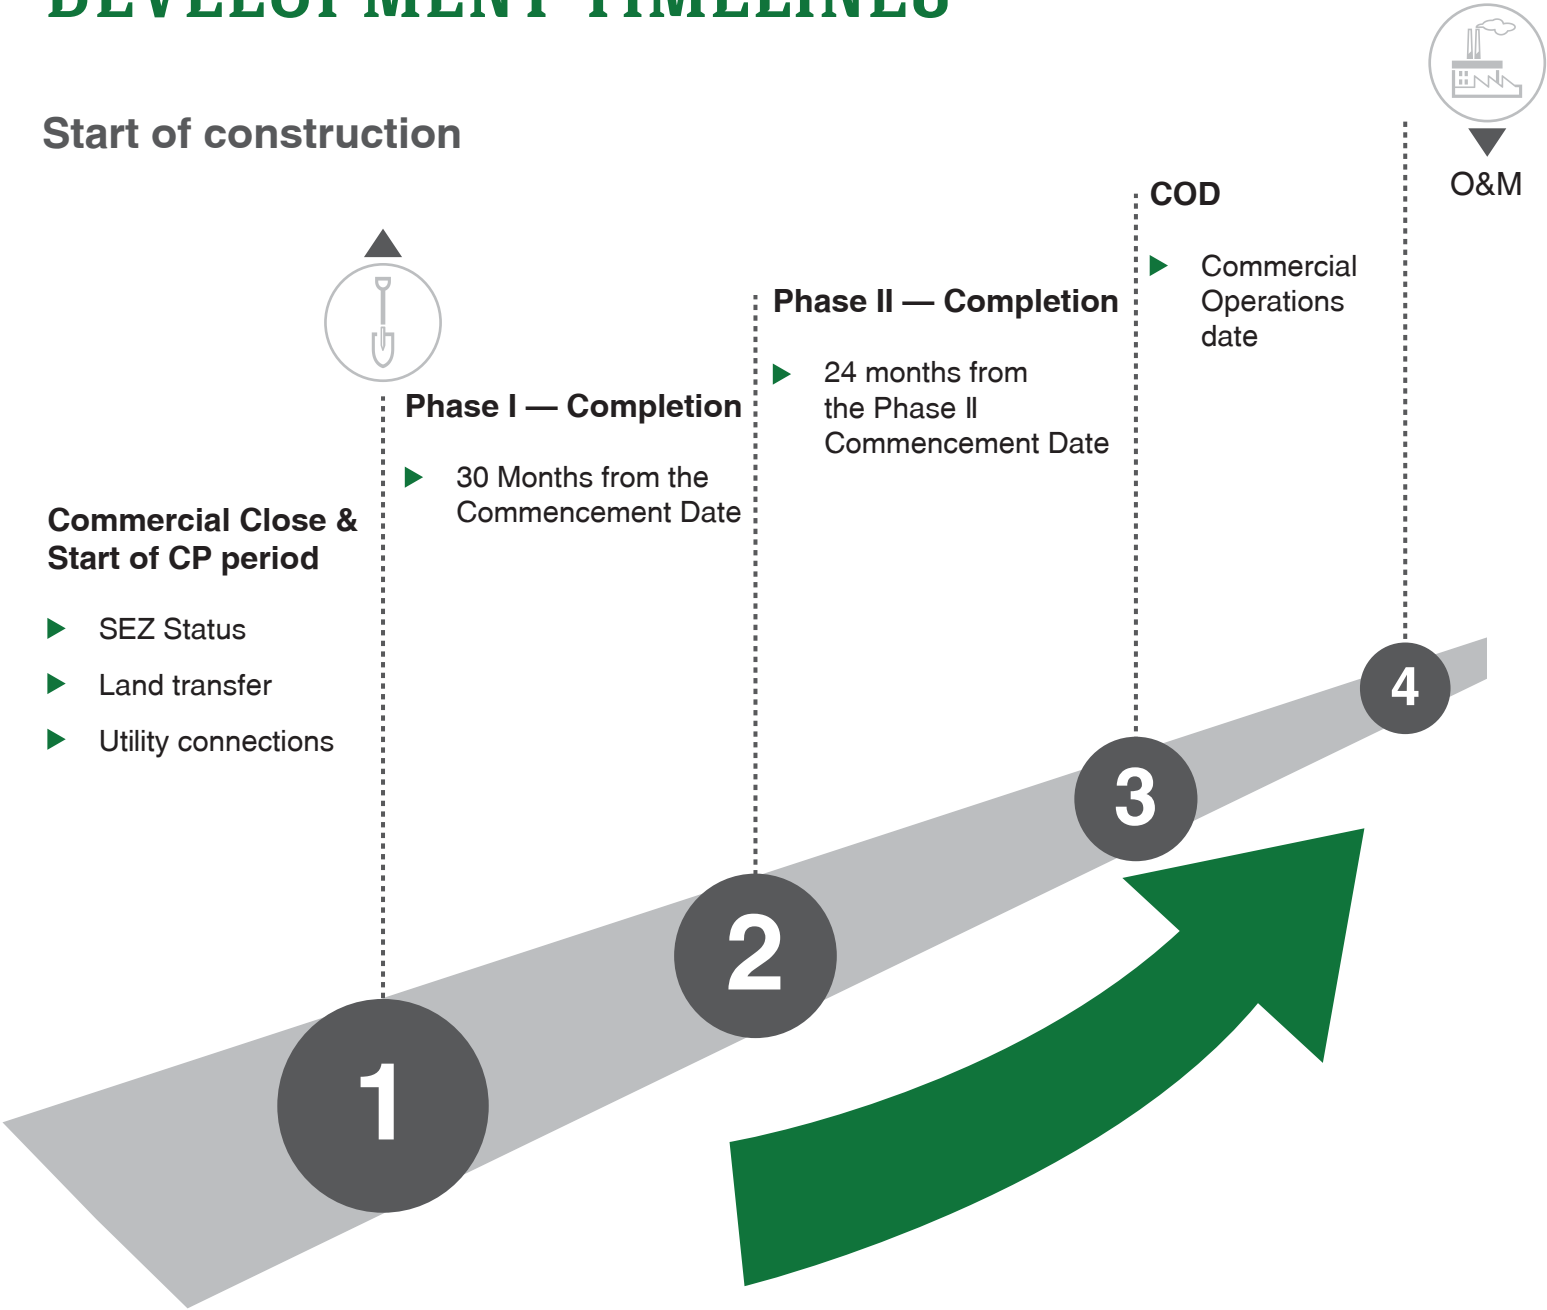 DEVELOPMENT TIMELINES
Start of construction
O&M
Commercial Close &
Start of CP period
SEZ Status
Land transfer
Utility connections
Phase I — Completion
30 Months from the
Commencement Date
Phase II — Completion
24 months from
the Phase II
Commencement Date
COD
Commercial
Operations
date
1
2
3
4